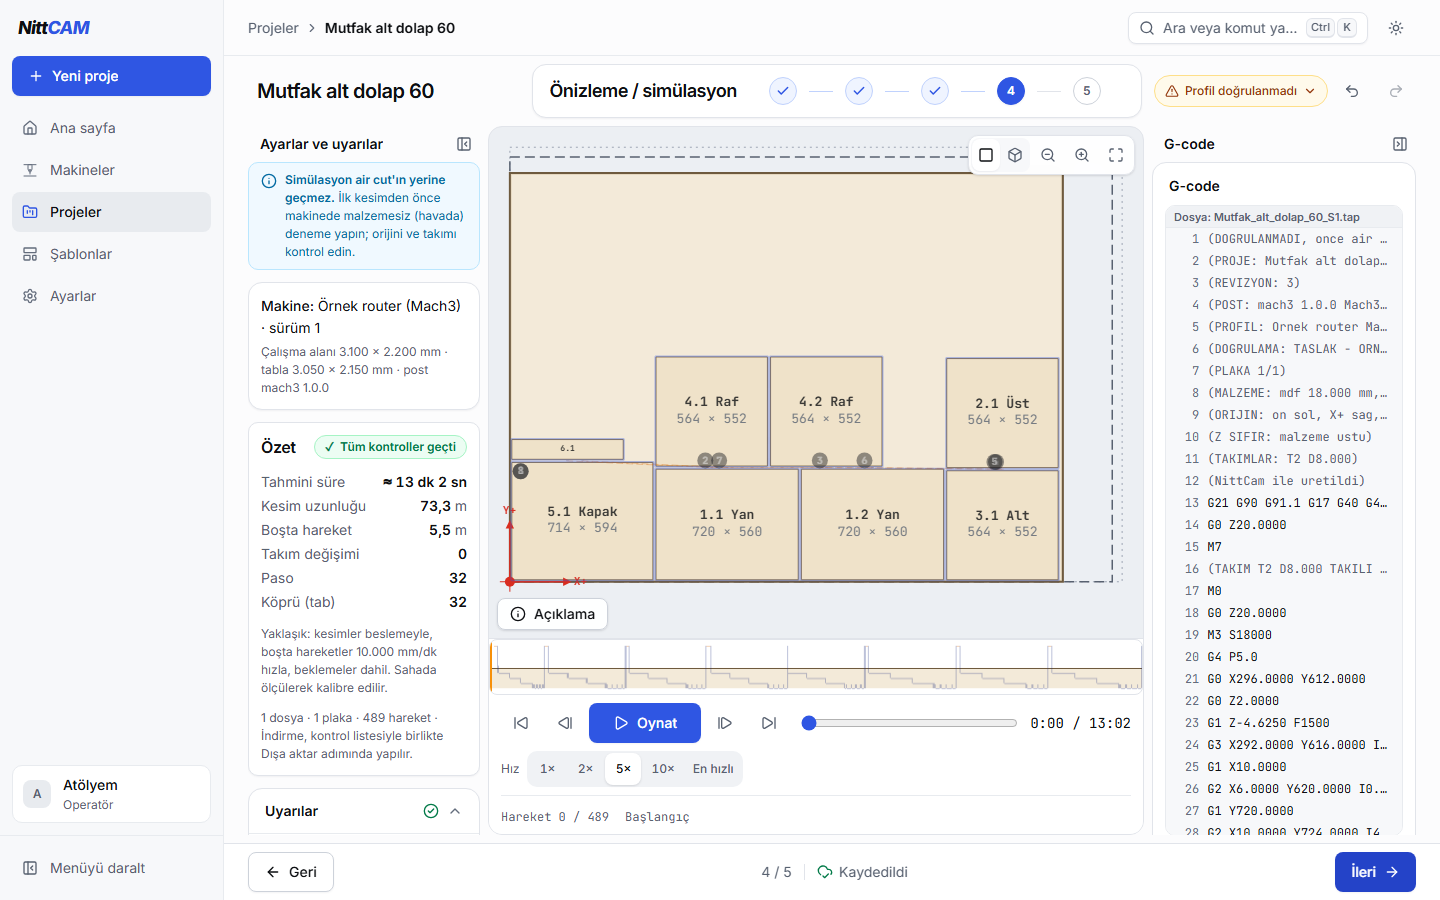 NittCAM
Yeni proje
Ana sayfa
Makineler
Projeler
Şablonlar
Ayarlar
A
Atölyem
Operatör
Menüyü daralt
Projeler > Mutfak alt dolap 60
Ara veya komut ya... Ctrl K
Mutfak alt dolap 60
Önizleme / simülasyon
4
5
Profil doğrulanmadı
Ayarlar ve uyarılar
Simülasyon air cut'ın yerine
geçmez. İlk kesimden önce
makinede malzemesiz (havada)
deneme yapın; orijini ve takımı
kontrol edin.
Makine: Örnek router (Mach3)
· sürüm 1
Çalışma alanı 3.100 × 2.200 mm ·
tabla 3.050 × 2.150 mm · post
mach3 1.0.0
Özet ✓ Tüm kontroller geçti
Tahmini süre ≈ 13 dk 2 sn
Kesim uzunluğu 73,3 m
Boşta hareket 5,5 m
Takım değişimi 0
Paso 32
Köprü (tab) 32
Yaklaşık: kesimler beslemeyle,
boşta hareketler 10.000 mm/dk
hızla, beklemeler dahil. Sahada
ölçülerek kalibre edilir.
1 dosya · 1 plaka · 489 hareket ·
İndirme, kontrol listesiyle birlikte
Dışa aktar adımında yapılır.
Uyarılar
4.1 Raf
564 × 552
4.2 Raf
564 × 552
2.1 Üst
564 × 552
6.1
2 7
3
6
5
8
5.1 Kapak
714 × 594
1.1 Yan
720 × 560
1.2 Yan
720 × 560
3.1 Alt
564 × 552
Y+
X+
Açıklama
Oynat
0:00 / 13:02
Hız 1× 2× 5× 10× En hızlı
Hareket 0 / 489 Başlangıç
G-code
G-code
Dosya: Mutfak_alt_dolap_60_S1.tap
1 (DOGRULANMADI, once air …
2 (PROJE: Mutfak alt dolap…
3 (REVIZYON: 3)
4 (POST: mach3 1.0.0 Mach3…
5 (PROFIL: Ornek router Ma…
6 (DOGRULAMA: TASLAK - ORN…
7 (PLAKA 1/1)
8 (MALZEME: mdf 18.000 mm,…
9 (ORIJIN: on sol, X+ sag,…
10 (Z SIFIR: malzeme ustu)
11 (TAKIMLAR: T2 D8.000)
12 (NittCam ile uretildi)
13 G21 G90 G91.1 G17 G40 G4…
14 G0 Z20.0000
15 M7
16 (TAKIM T2 D8.000 TAKILI …
17 M0
18 G0 Z20.0000
19 M3 S18000
20 G4 P5.0
21 G0 X296.0000 Y612.0000
22 G0 Z2.0000
23 G1 Z-4.6250 F1500
24 G3 X292.0000 Y616.0000 I…
25 G1 X10.0000
26 G2 X6.0000 Y620.0000 I0.…
27 G1 Y720.0000
28 G2 X10.0000 Y724.0000 I4…
Geri
4 / 5
Kaydedildi
İleri